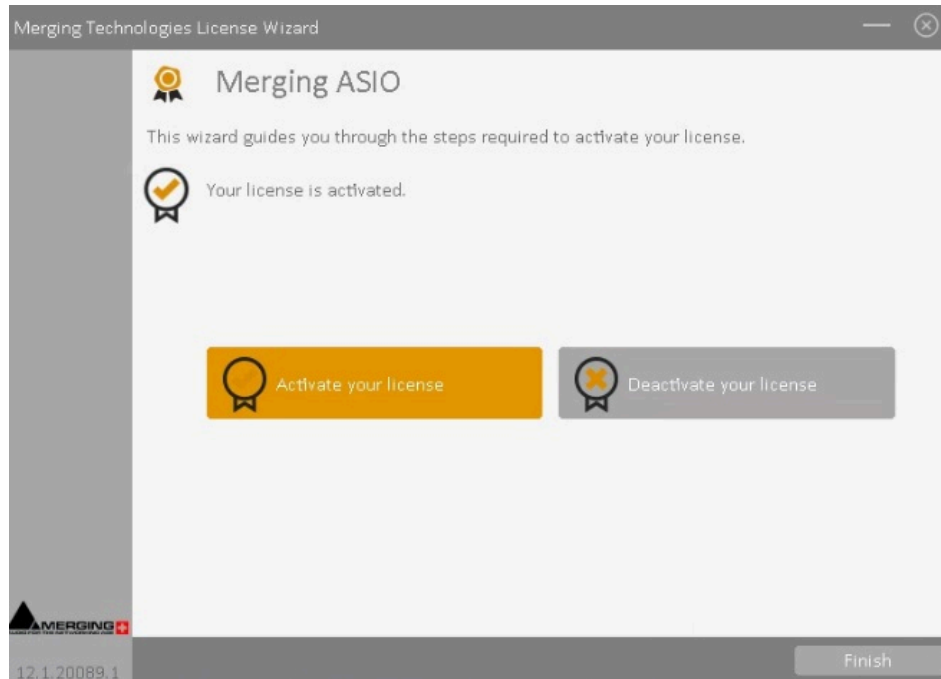 Merging Technologies License Wizard
Merging ASIO
This wizard guides you through the steps required to activate your license.
Your license is activated.
Activate your license
Deactivate your license
MERGING
12.1.20089.1
Finish